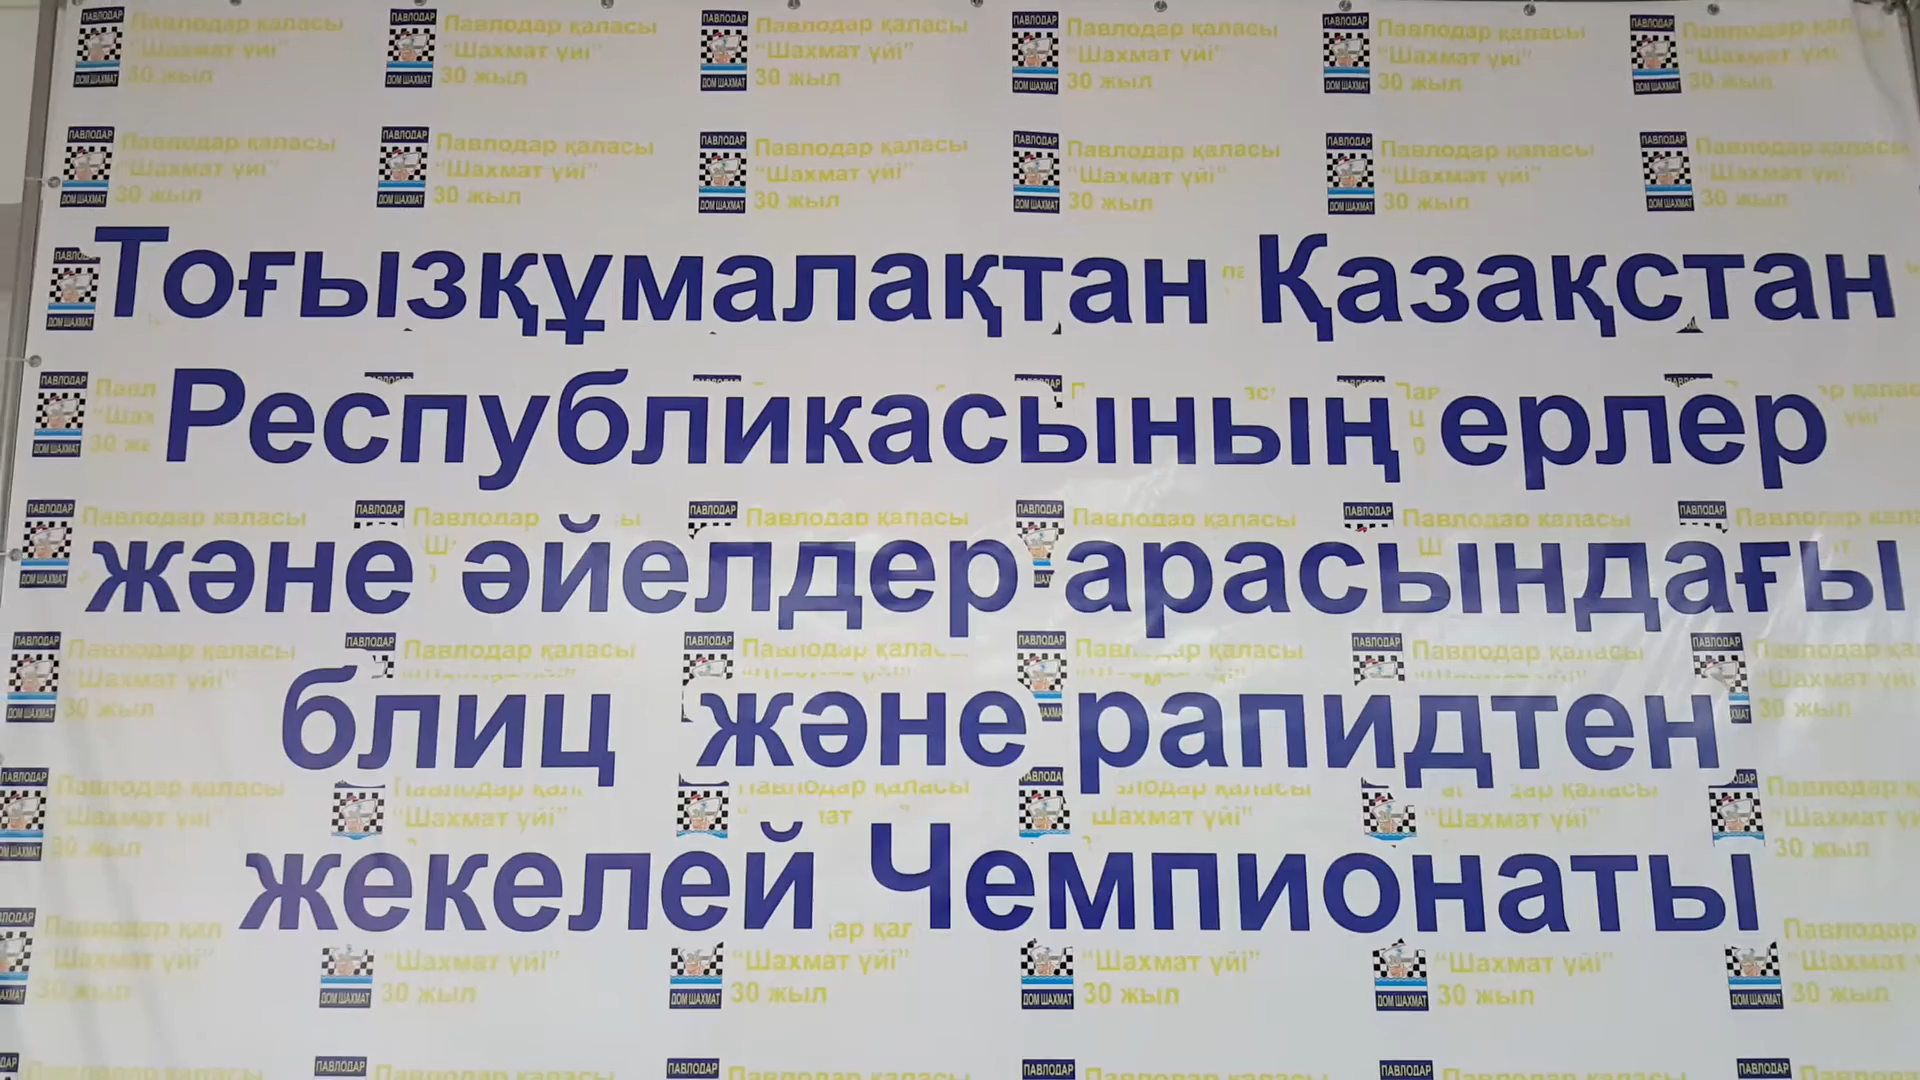 ПАВЛОДАР
Павлодар қаласы
"Шахмат үйі"
30 жыл
ДОМ ШАХМАТ
Тоғызқұмалақтан Қазақстан
Республикасының ерлер
және әйелдер арасындағы
блиц және рапидтен
жекелей Чемпионаты